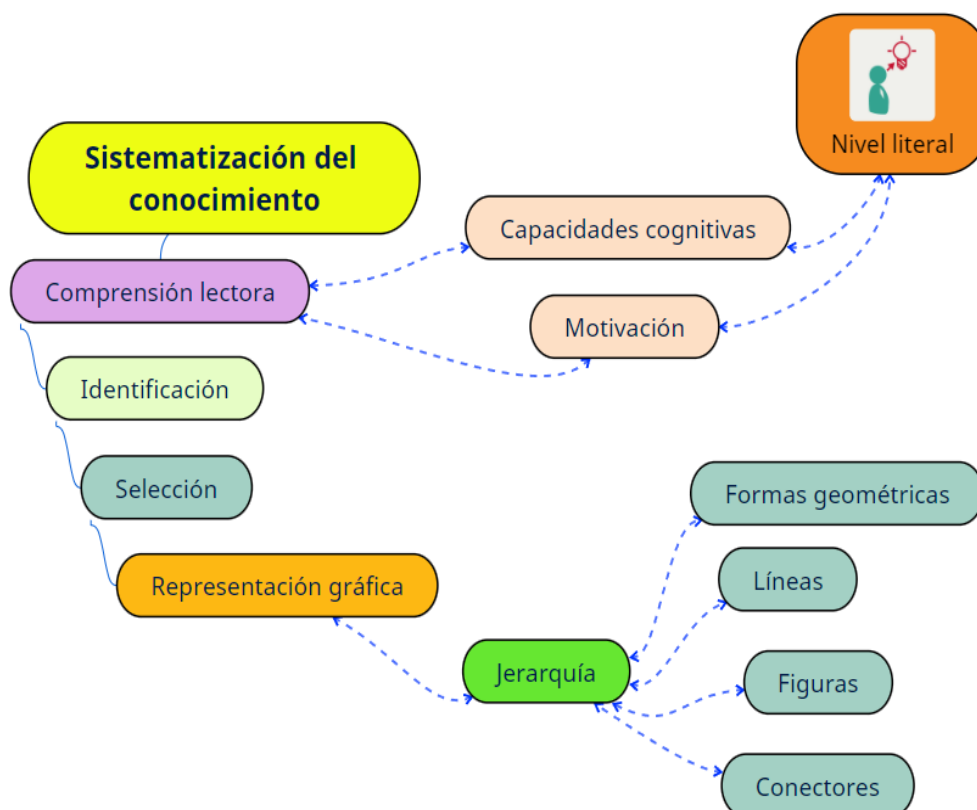 Nivel literal
Sistematización del
conocimiento
Capacidades cognitivas
Comprensión lectora
Motivación
Identificación
Selección
Formas geométricas
Líneas
Representación gráfica
Jerarquía
Figuras
Conectores